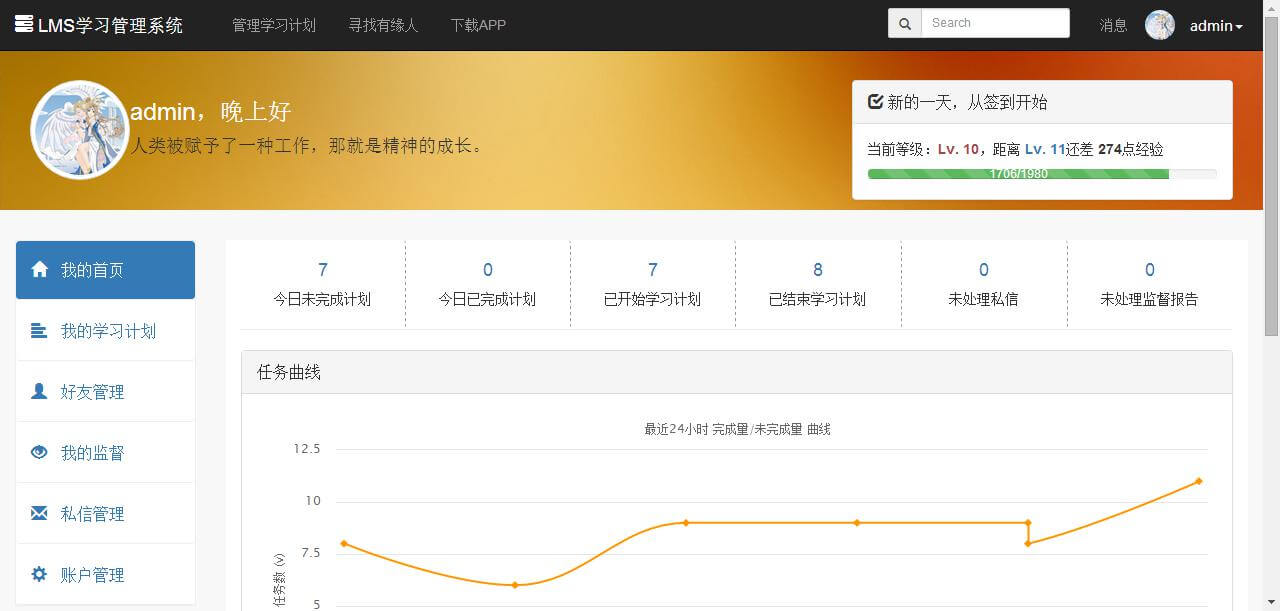 LMS学习管理系统 管理学习计划 寻找有缘人 下载APP Search 消息 admin
admin，晚上好
人类被赋予了一种工作，那就是精神的成长。
新的一天，从签到开始
当前等级：Lv. 10，距离 Lv. 11还差 274点经验
1706/1980
我的首页
我的学习计划
好友管理
我的监督
私信管理
账户管理
7 0 7 8 0 0
今日未完成计划 今日已完成计划 已开始学习计划 已结束学习计划 未处理私信 未处理监督报告
任务曲线
最近24小时 完成量/未完成量 曲线
12.5
10
7.5
5
任务数 (v)